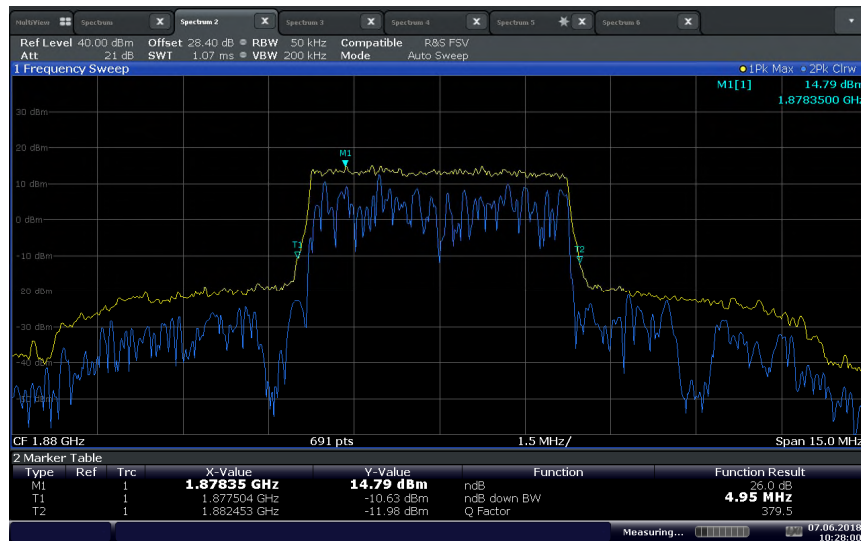 MultiView Spectrum Spectrum 2 Spectrum 3 Spectrum 4 Spectrum 5 Spectrum 6
Ref Level 40.00 dBm Offset 28.40 dB RBW 50 kHz Compatible R&S FSV
Att 21 dB SWT 1.07 ms VBW 200 kHz Mode Auto Sweep
1 Frequency Sweep 1Pk Max 2Pk Clrw
M1[1] 14.79 dBm
1.8783500 GHz
30 dBm
20 dBm
M1
10 dBm
0 dBm
T1 T2
-10 dBm
-20 dBm
-30 dBm
-40 dBm
CF 1.88 GHz 691 pts 1.5 MHz/ Span 15.0 MHz
2 Marker Table
Type Ref Trc X-Value Y-Value Function Function Result
M1 1 1.87835 GHz 14.79 dBm ndB 26.0 dB
T1 1 1.877504 GHz -10.63 dBm ndB down BW 4.95 MHz
T2 1 1.882453 GHz -11.98 dBm Q Factor 379.5
Measuring... 07.06.2018
10:28:00